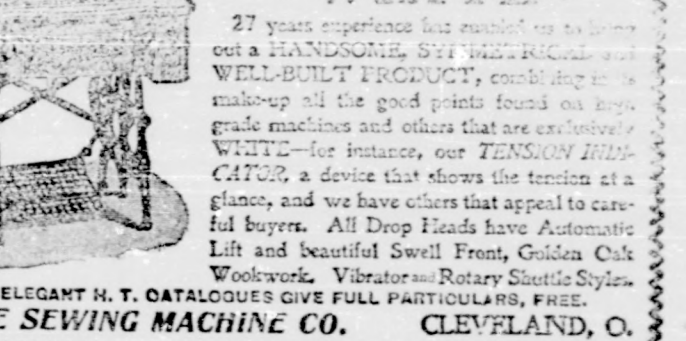 27 years experience has enabled us to bring
out a HANDSOME, SYMMETRICAL and
WELL-BUILT PRODUCT, combining in its
make-up all the good points found on high
grade machines and others that are exclusively
WHITE—for instance, our TENSION INDI-
CATOR, a device that shows the tension at a
glance, and we have others that appeal to care-
ful buyers. All Drop Heads have Automatic
Lift and beautiful Swell Front, Golden Oak
Wookwork. Vibrator and Rotary Shuttle Styles.
ELEGANT H. T. CATALOGUES GIVE FULL PARTICULARS, FREE.
SEWING MACHINE CO. CLEVELAND, O.